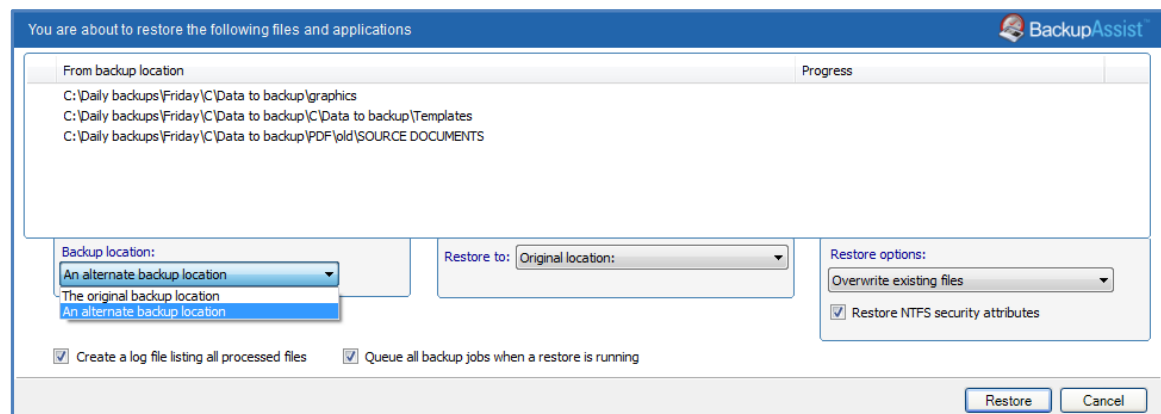 You are about to restore the following files and applications
BackupAssist™
From backup location Progress
C:\Daily backups\Friday\C\Data to backup\graphics
C:\Daily backups\Friday\C\Data to backup\C\Data to backup\Templates
C:\Daily backups\Friday\C\Data to backup\PDF\old\SOURCE DOCUMENTS
Backup location:
An alternate backup location
The original backup location
An alternate backup location
Restore to: Original location:
Restore options:
Overwrite existing files
Restore NTFS security attributes
Create a log file listing all processed files Queue all backup jobs when a restore is running
Restore Cancel